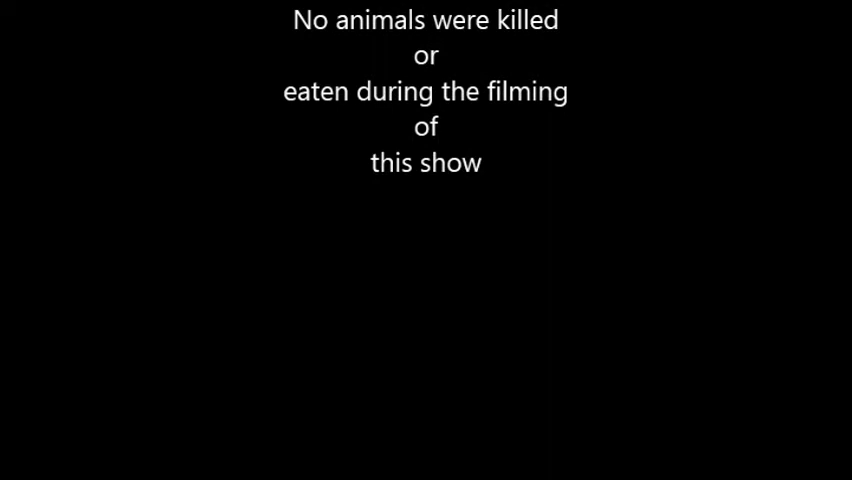 No animals were killed
or
eaten during the filming
of
this show